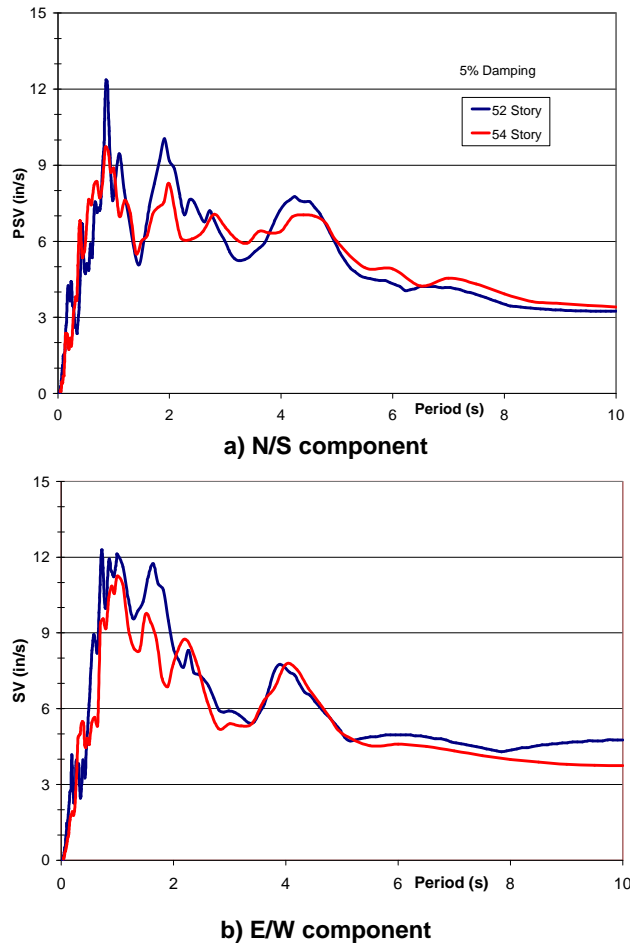 15
12
9
6
3
0
PSV (in/s)
5% Damping
52 Story
54 Story
0 2 4 6 8 10
Period (s)
a) N/S component
15
12
9
6
3
0
SV (in/s)
0 2 4 6 8 10
Period (s)
b) E/W component